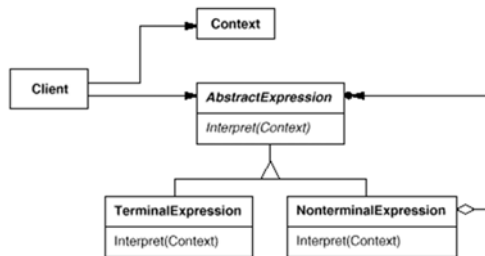 Context
Client
AbstractExpression
Interpret(Context)
TerminalExpression
Interpret(Context)
NonterminalExpression
Interpret(Context)